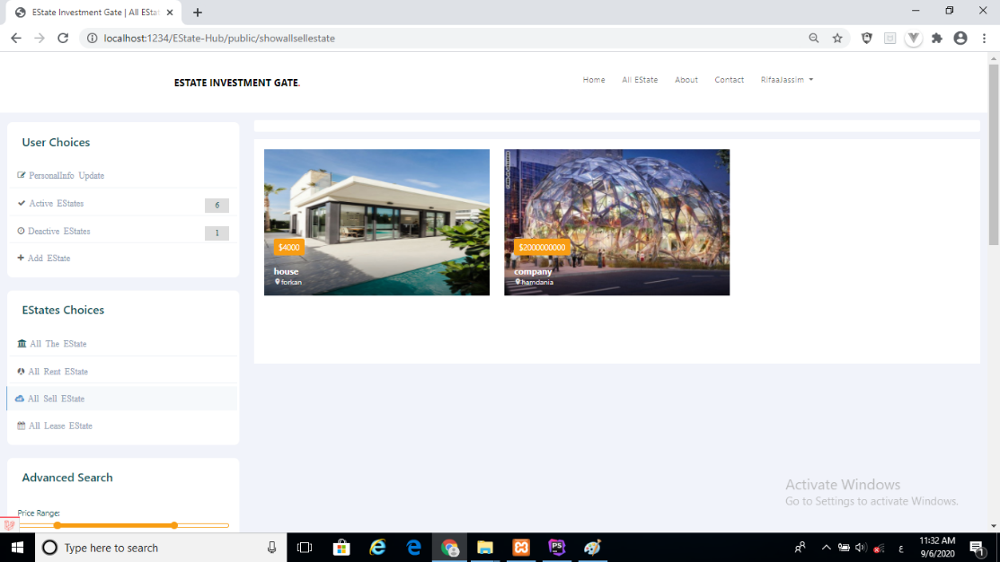 EState Investment Gate | All ESta
localhost:1234/EState-Hub/public/showallsellestate
ESTATE INVESTMENT GATE.
Home
All EState
About
Contact
RifaaJassim
User Choices
PersonalInfo Update
Active EStates
6
Deactive EStates
1
Add EState
EStates Choices
All The EState
All Rent EState
All Sell EState
All Lease EState
Advanced Search
Price Range:
$4000
house
forkan
$2000000000
company
hamdania
Activate Windows
Go to Settings to activate Windows.
Type here to search
PS
ع
11:32 AM
9/6/2020
1